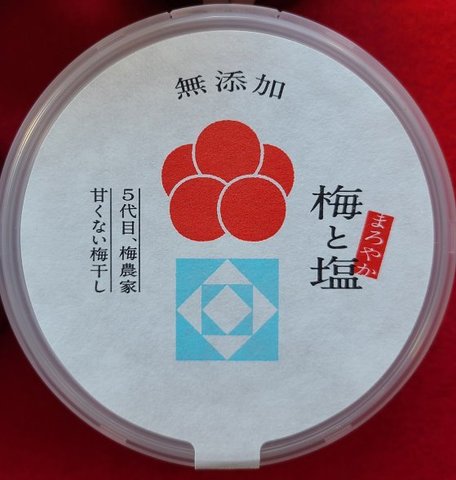 無添加
梅と塩
まろやか
5代目、梅農家
甘くない梅干し